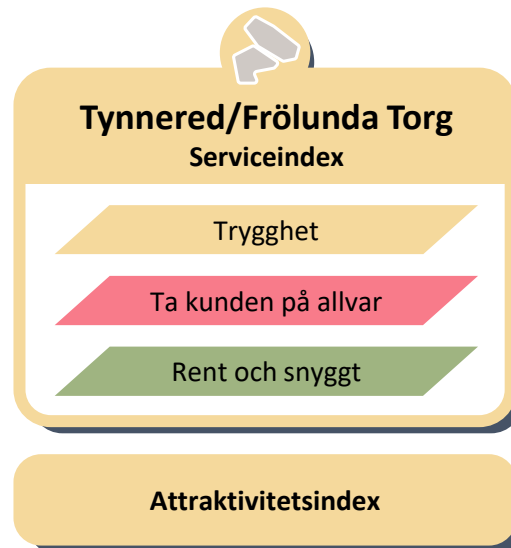 Tynnered/Frölunda Torg
Serviceindex
Trygghet
Ta kunden på allvar
Rent och snyggt
Attraktivitetsindex